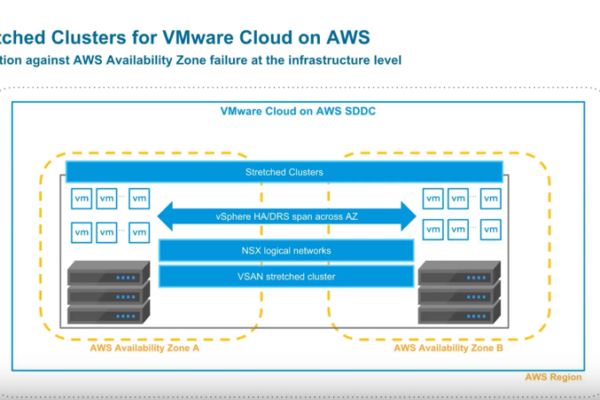 tched Clusters for VMware Cloud on AWS
tion against AWS Availability Zone failure at the infrastructure level
VMware Cloud on AWS SDDC
Stretched Clusters
vm vm vm vm vm vm
vSphere HA/DRS span across AZ
vm vm vm vm vm vm
NSX logical networks
VSAN stretched cluster
AWS Availability Zone A AWS Availability Zone B
AWS Region